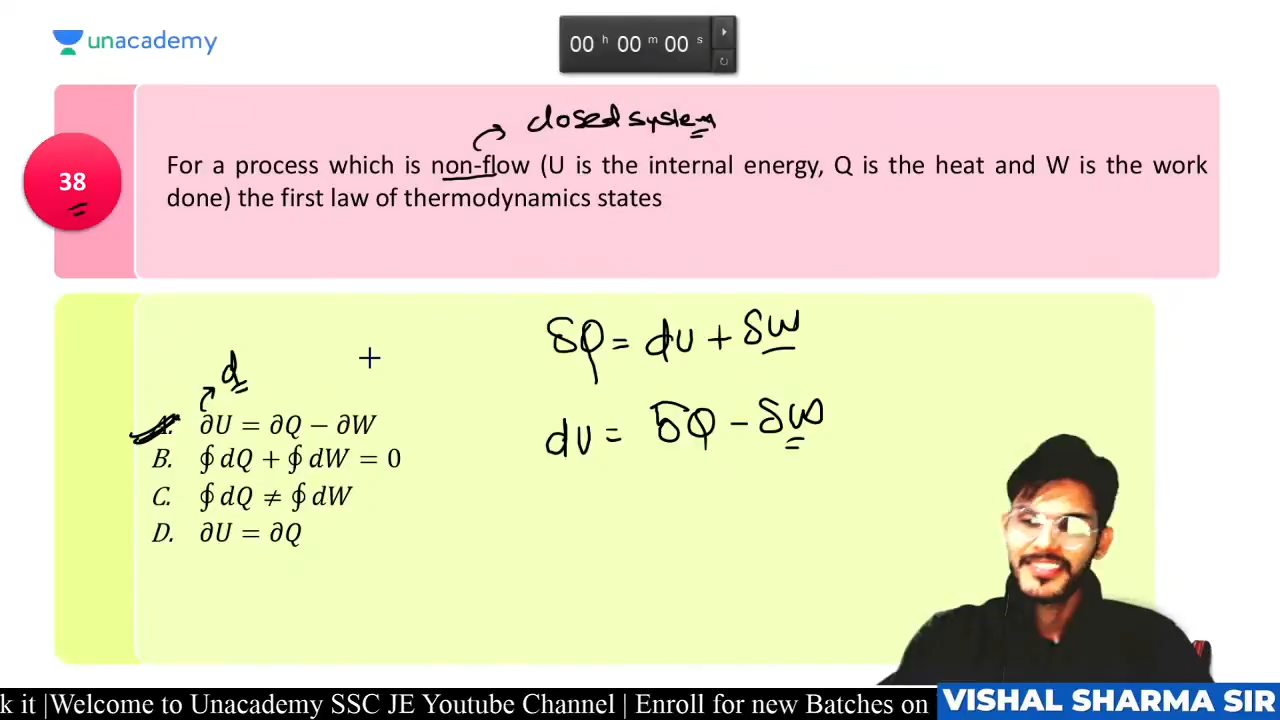 unacademy
00 h 00 m 00 s
closed system
For a process which is non-flow (U is the internal energy, Q is the heat and W is the work
38
done) the first law of thermodynamics states
δQ = dU + δW
d
A. ∂U = ∂Q − ∂W
dU = δQ − δW
B. ∮ dQ + ∮ dW = 0
C. ∮ dQ ≠ ∮ dW
D. ∂U = ∂Q
k it |Welcome to Unacademy SSC JE Youtube Channel | Enroll for new Batches on
VISHAL SHARMA SIR